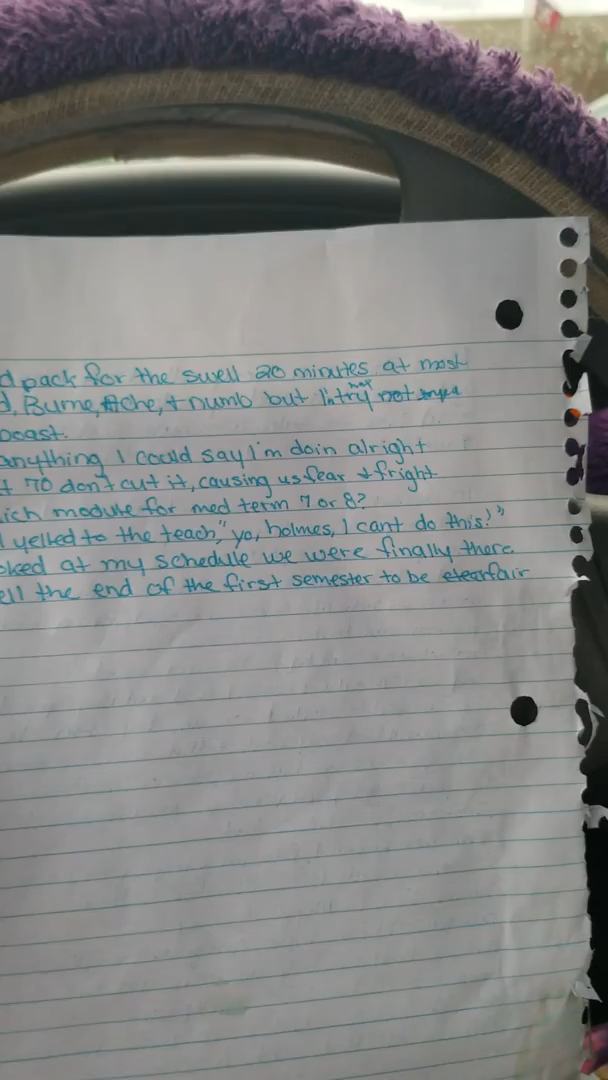 d pack for the swell 20 minutes at most
d, Burne, Ache, + numb but I'ntry not not
boast.
anything I could say I'm doin alright
t 70 don't cut it, causing us fear + fright
ich module for med term 7 or 8?
I yelled to the teach, "yo, holmes, I cant do this!"
oked at my schedule we were finally there
ell the end of the first semester to be fair